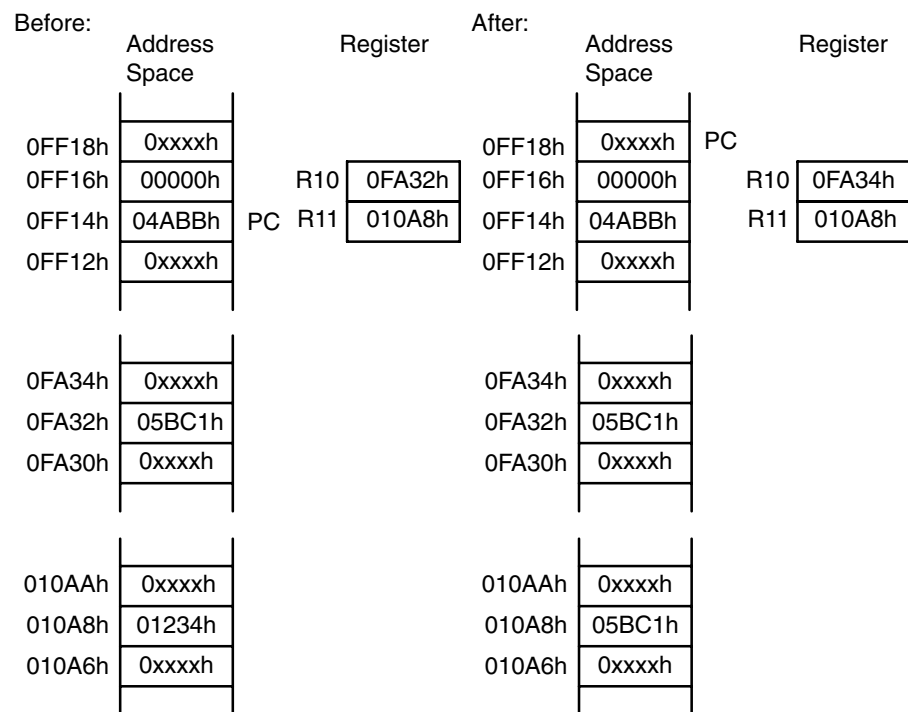 Before:
Address Space
Register
0FF18h 0xxxxh
0FF16h 00000h R10 0FA32h
0FF14h 04ABBh PC R11 010A8h
0FF12h 0xxxxh
0FA34h 0xxxxh
0FA32h 05BC1h
0FA30h 0xxxxh
010AAh 0xxxxh
010A8h 01234h
010A6h 0xxxxh
After:
Address Space
Register
0FF18h 0xxxxh PC
0FF16h 00000h R10 0FA34h
0FF14h 04ABBh R11 010A8h
0FF12h 0xxxxh
0FA34h 0xxxxh
0FA32h 05BC1h
0FA30h 0xxxxh
010AAh 0xxxxh
010A8h 05BC1h
010A6h 0xxxxh